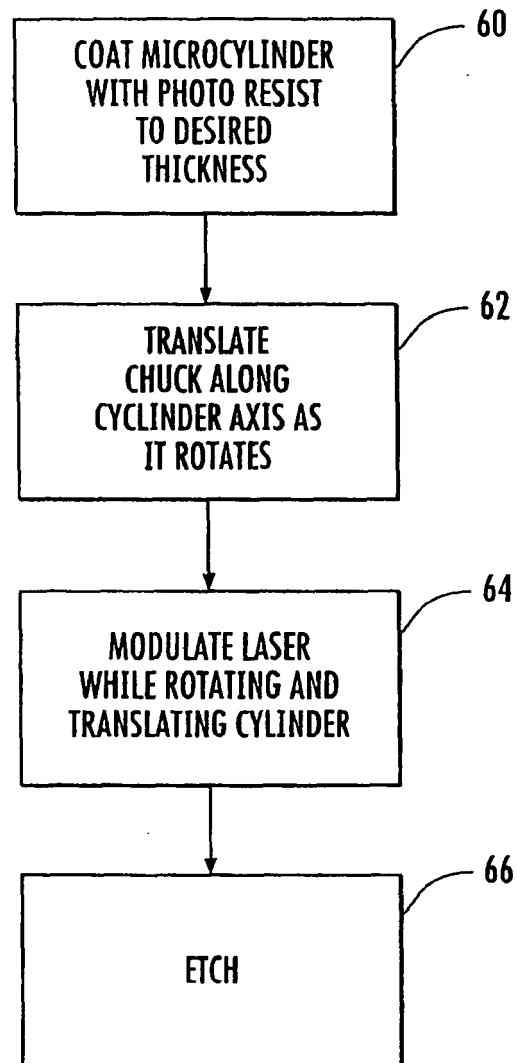 60
COAT MICROCYLINDER
WITH PHOTO RESIST
TO DESIRED
THICKNESS
62
TRANSLATE
CHUCK ALONG
CYCLINDER AXIS AS
IT ROTATES
64
MODULATE LASER
WHILE ROTATING AND
TRANSLATING CYLINDER
66
ETCH